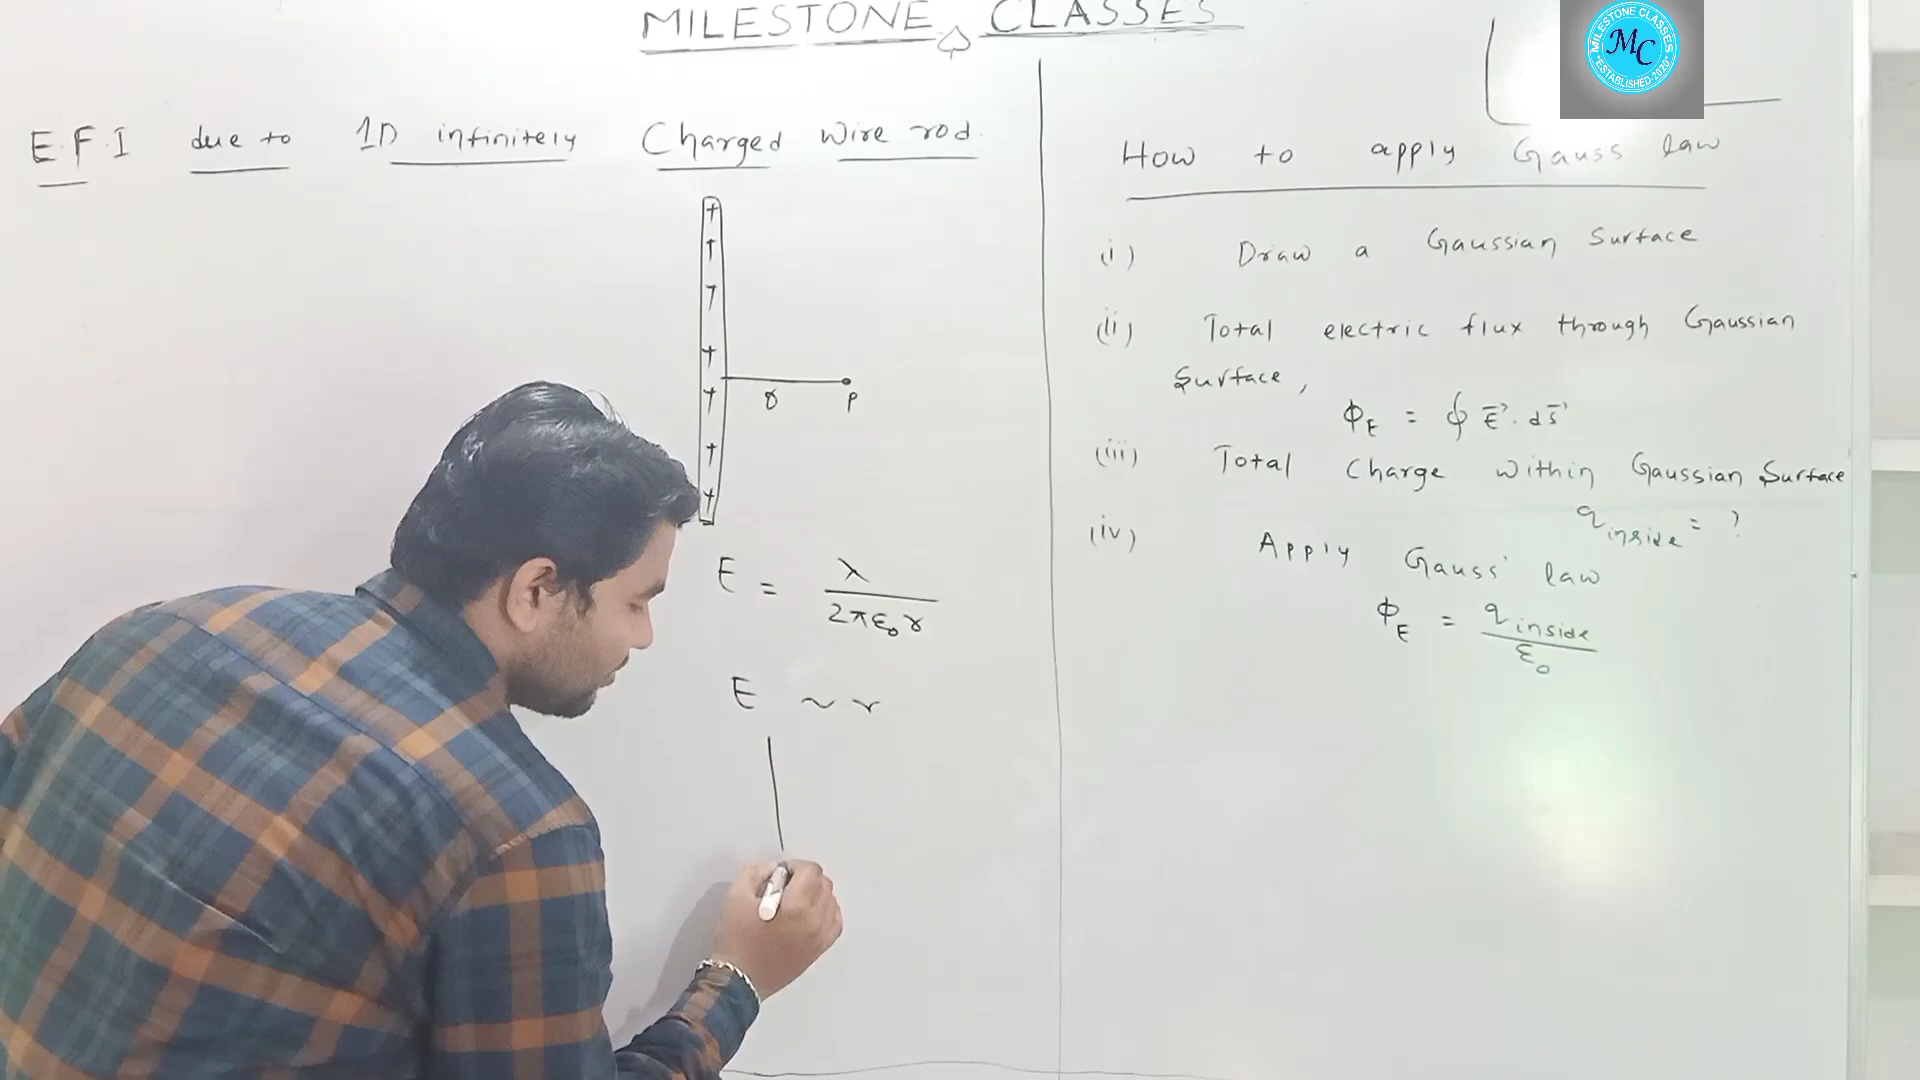 MILESTONE CLASSES
MILESTONE CLASSES
MC
ESTABLISHED-2020
E.F.I due to 1D infinitely Charged Wire rod.
+
+
+
+
+
+
+
r
P
E = λ / 2πε₀r
E ~ r
How to apply Gauss law
(i) Draw a Gaussian Surface
(ii) Total electric flux through Gaussian
Surface,
ϕ_E = ∮ E⃗ . ds⃗
(iii) Total Charge within Gaussian Surface
q_inside = ?
(iv) Apply Gauss' law
ϕ_E = q_inside / ε₀